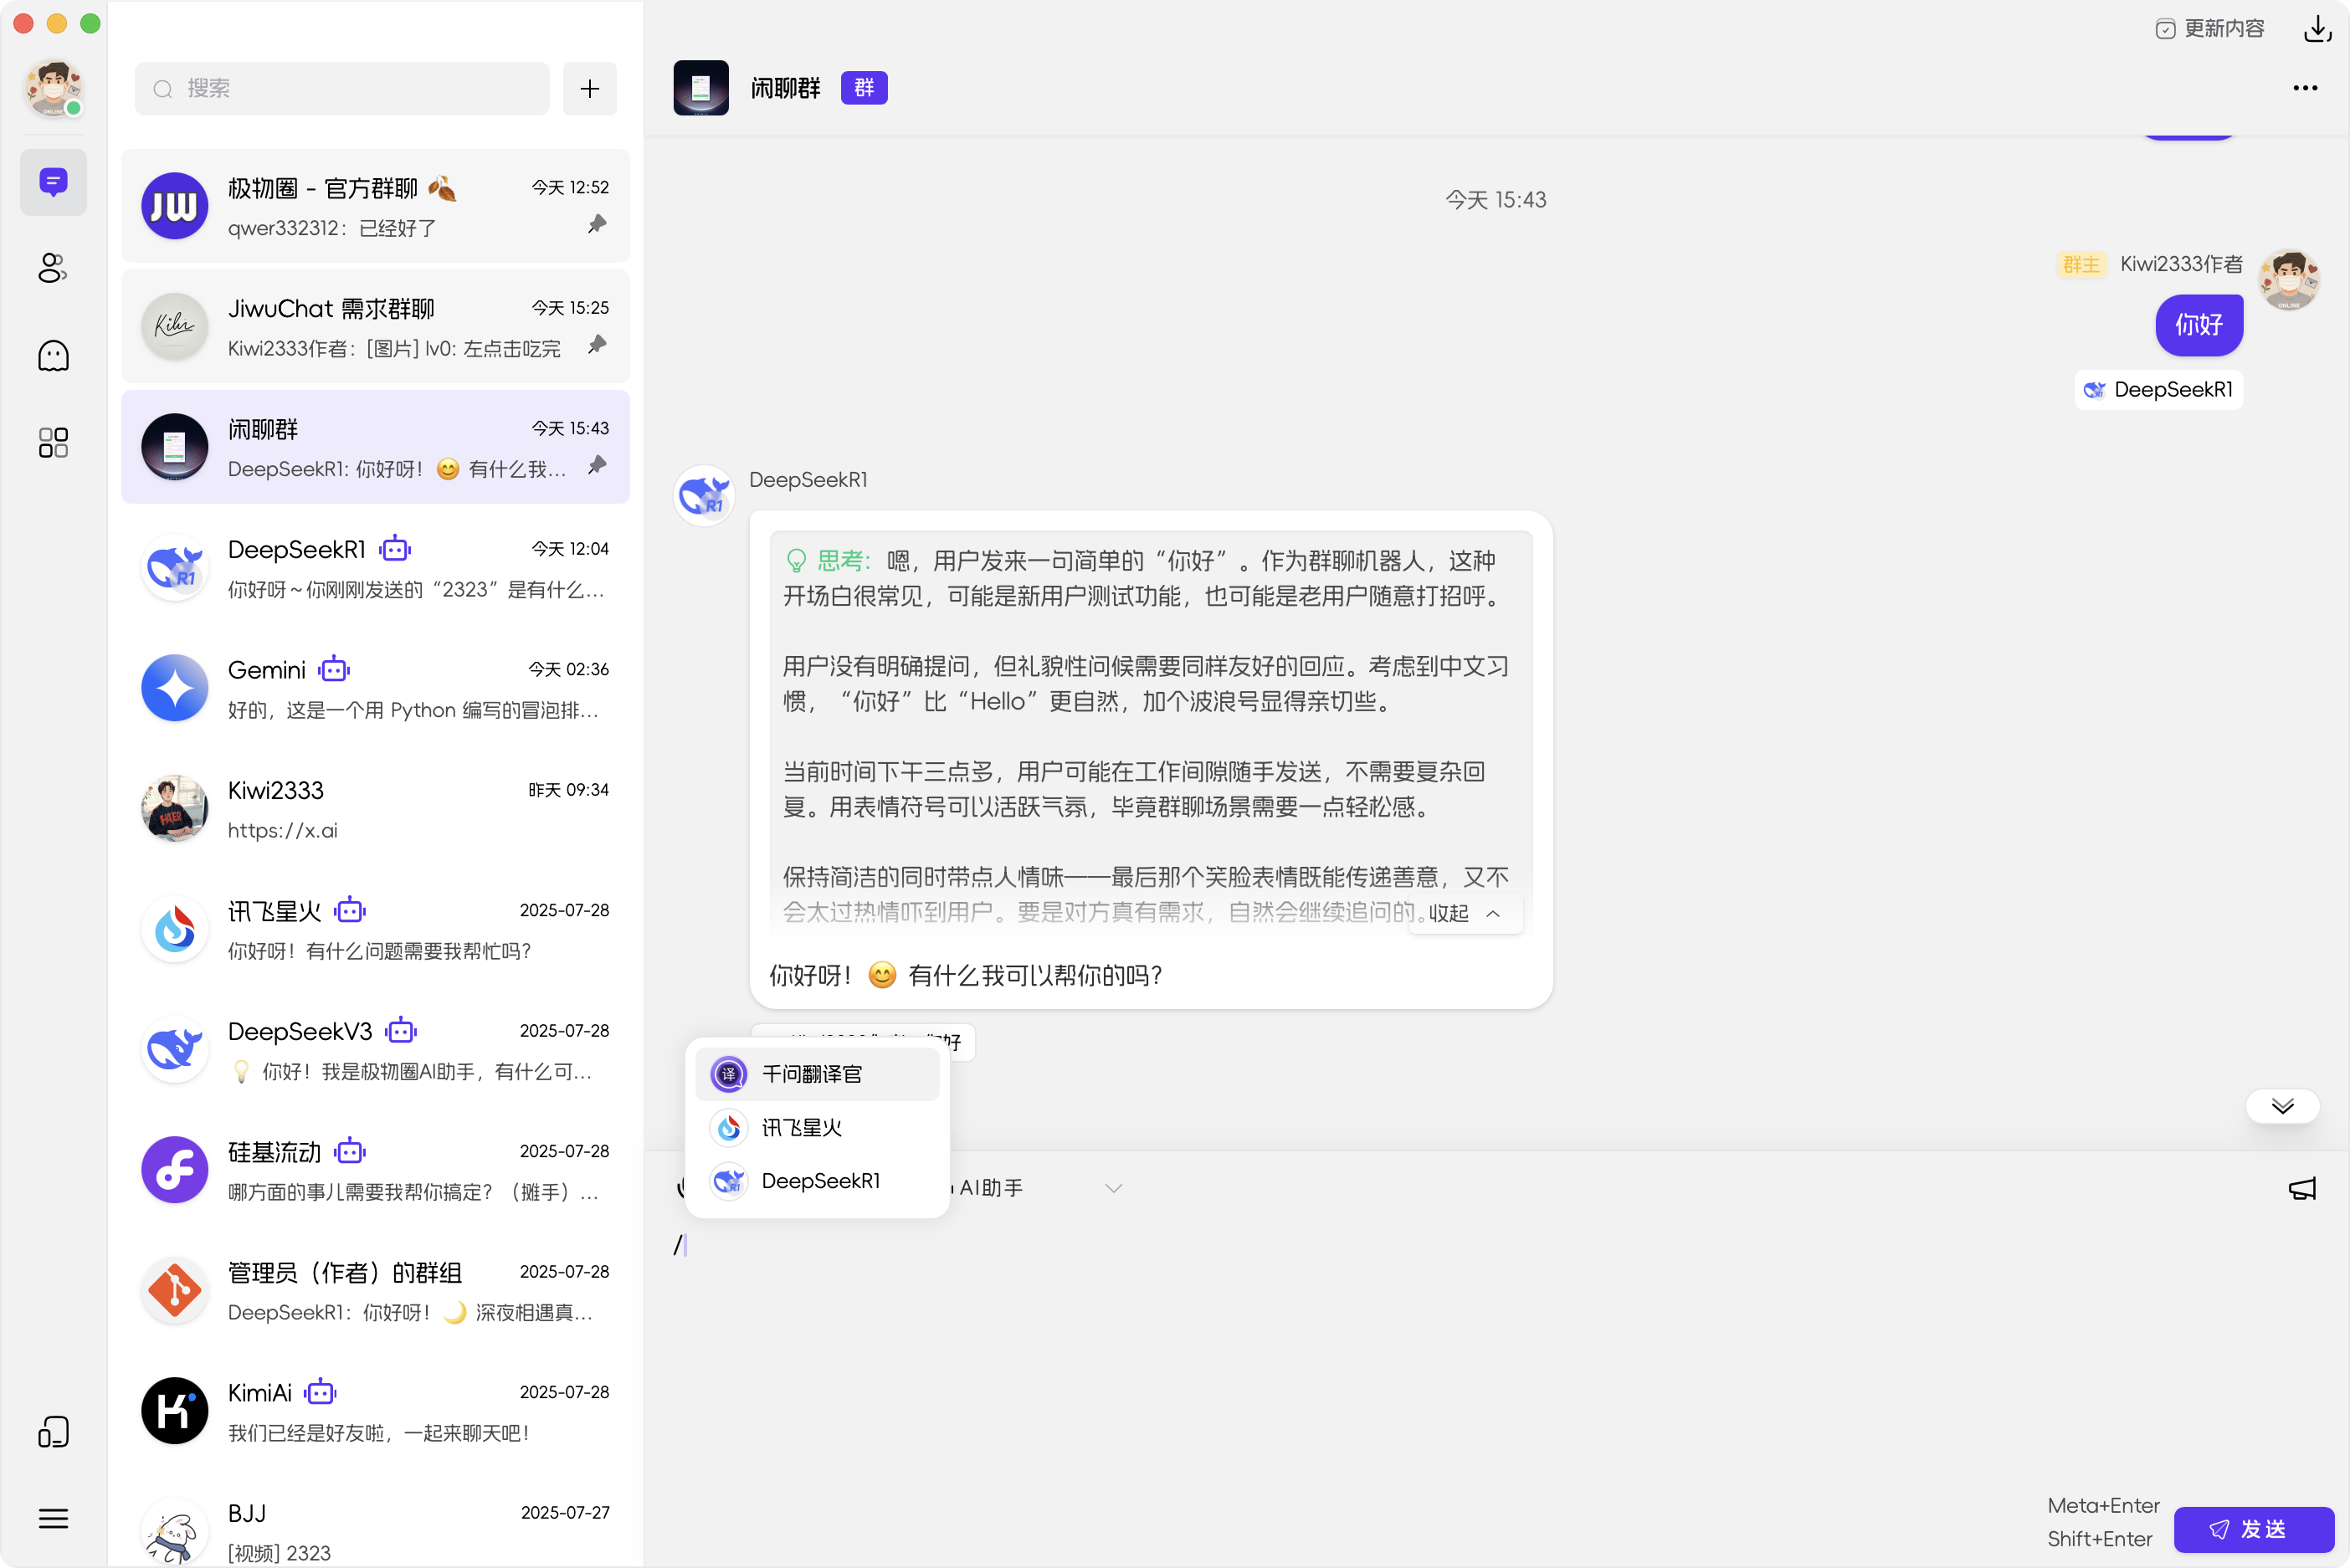 更新内容
搜索
极物圈 - 官方群聊 🍂 今天 12:52
qwer332312：已经好了
JiwuChat 需求群聊 今天 15:25
Kiwi2333作者：[图片] lv0: 左点击吃完
闲聊群 今天 15:43
DeepSeekR1: 你好呀！😊 有什么我...
DeepSeekR1 今天 12:04
你好呀～你刚刚发送的“2323”是有什么...
Gemini 今天 02:36
好的，这是一个用 Python 编写的冒泡排...
Kiwi2333 昨天 09:34
https://x.ai
讯飞星火 2025-07-28
你好呀！有什么问题需要我帮忙吗？
DeepSeekV3 2025-07-28
💡 你好！我是极物圈AI助手，有什么可...
硅基流动 2025-07-28
哪方面的事儿需要我帮你搞定？（摊手）...
管理员（作者）的群组 2025-07-28
DeepSeekR1：你好呀！🌙 深夜相遇真...
KimiAi 2025-07-28
我们已经是好友啦，一起来聊天吧！
BJJ 2025-07-27
[视频] 2323
闲聊群 群
今天 15:43
群主 Kiwi2333作者
你好
DeepSeekR1
DeepSeekR1
思考：嗯，用户发来一句简单的“你好”。作为群聊机器人，这种
开场白很常见，可能是新用户测试功能，也可能是老用户随意打招呼。
用户没有明确提问，但礼貌性问候需要同样友好的回应。考虑到中文习
惯，“你好”比“Hello”更自然，加个波浪号显得亲切些。
当前时间下午三点多，用户可能在工作间隙随手发送，不需要复杂回
复。用表情符号可以活跃气氛，毕竟群聊场景需要一点轻松感。
保持简洁的同时带点人情味——最后那个笑脸表情既能传递善意，又不
会太过热情吓到用户。要是对方真有需求，自然会继续追问的。
收起
你好呀！😊 有什么我可以帮你的吗？
好
译 千问翻译官
讯飞星火
DeepSeekR1
AI助手
/
Meta+Enter
Shift+Enter
发送